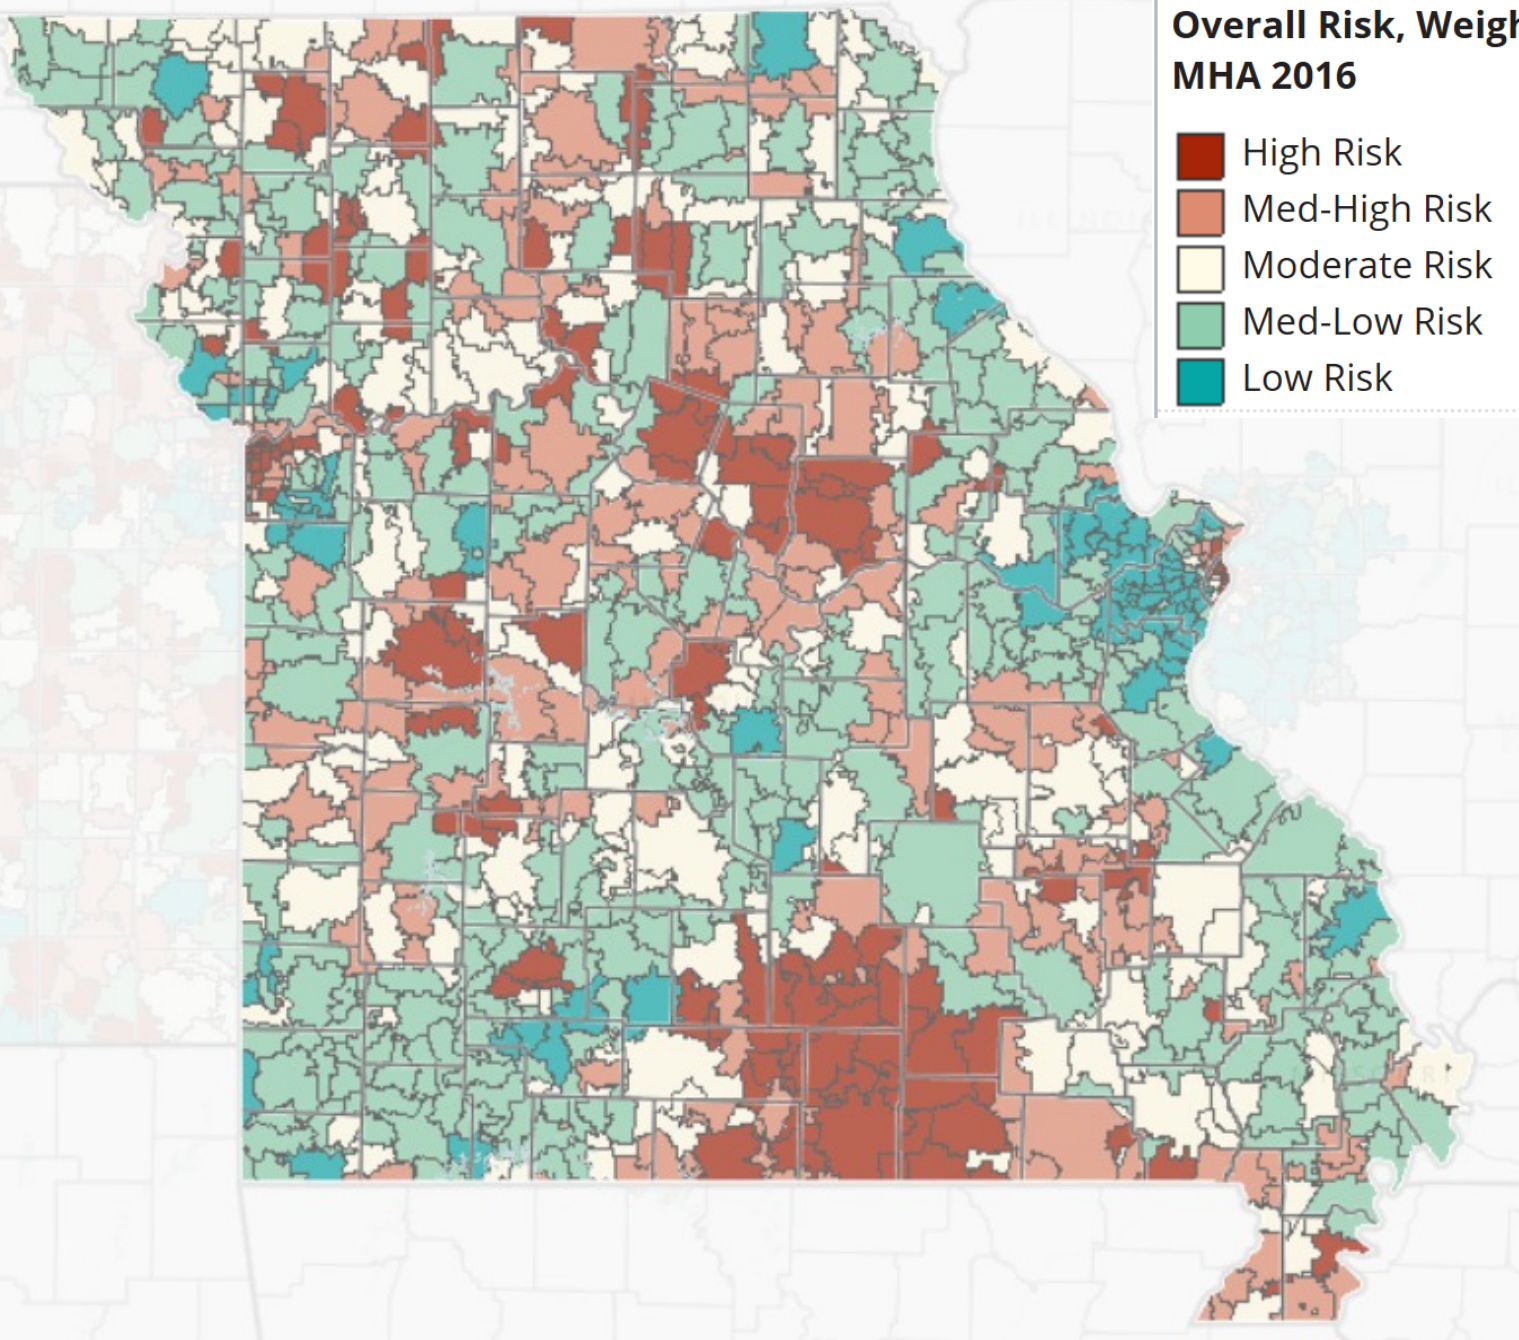 Overall Risk, Weigh
MHA 2016
High Risk
Med-High Risk
Moderate Risk
Med-Low Risk
Low Risk